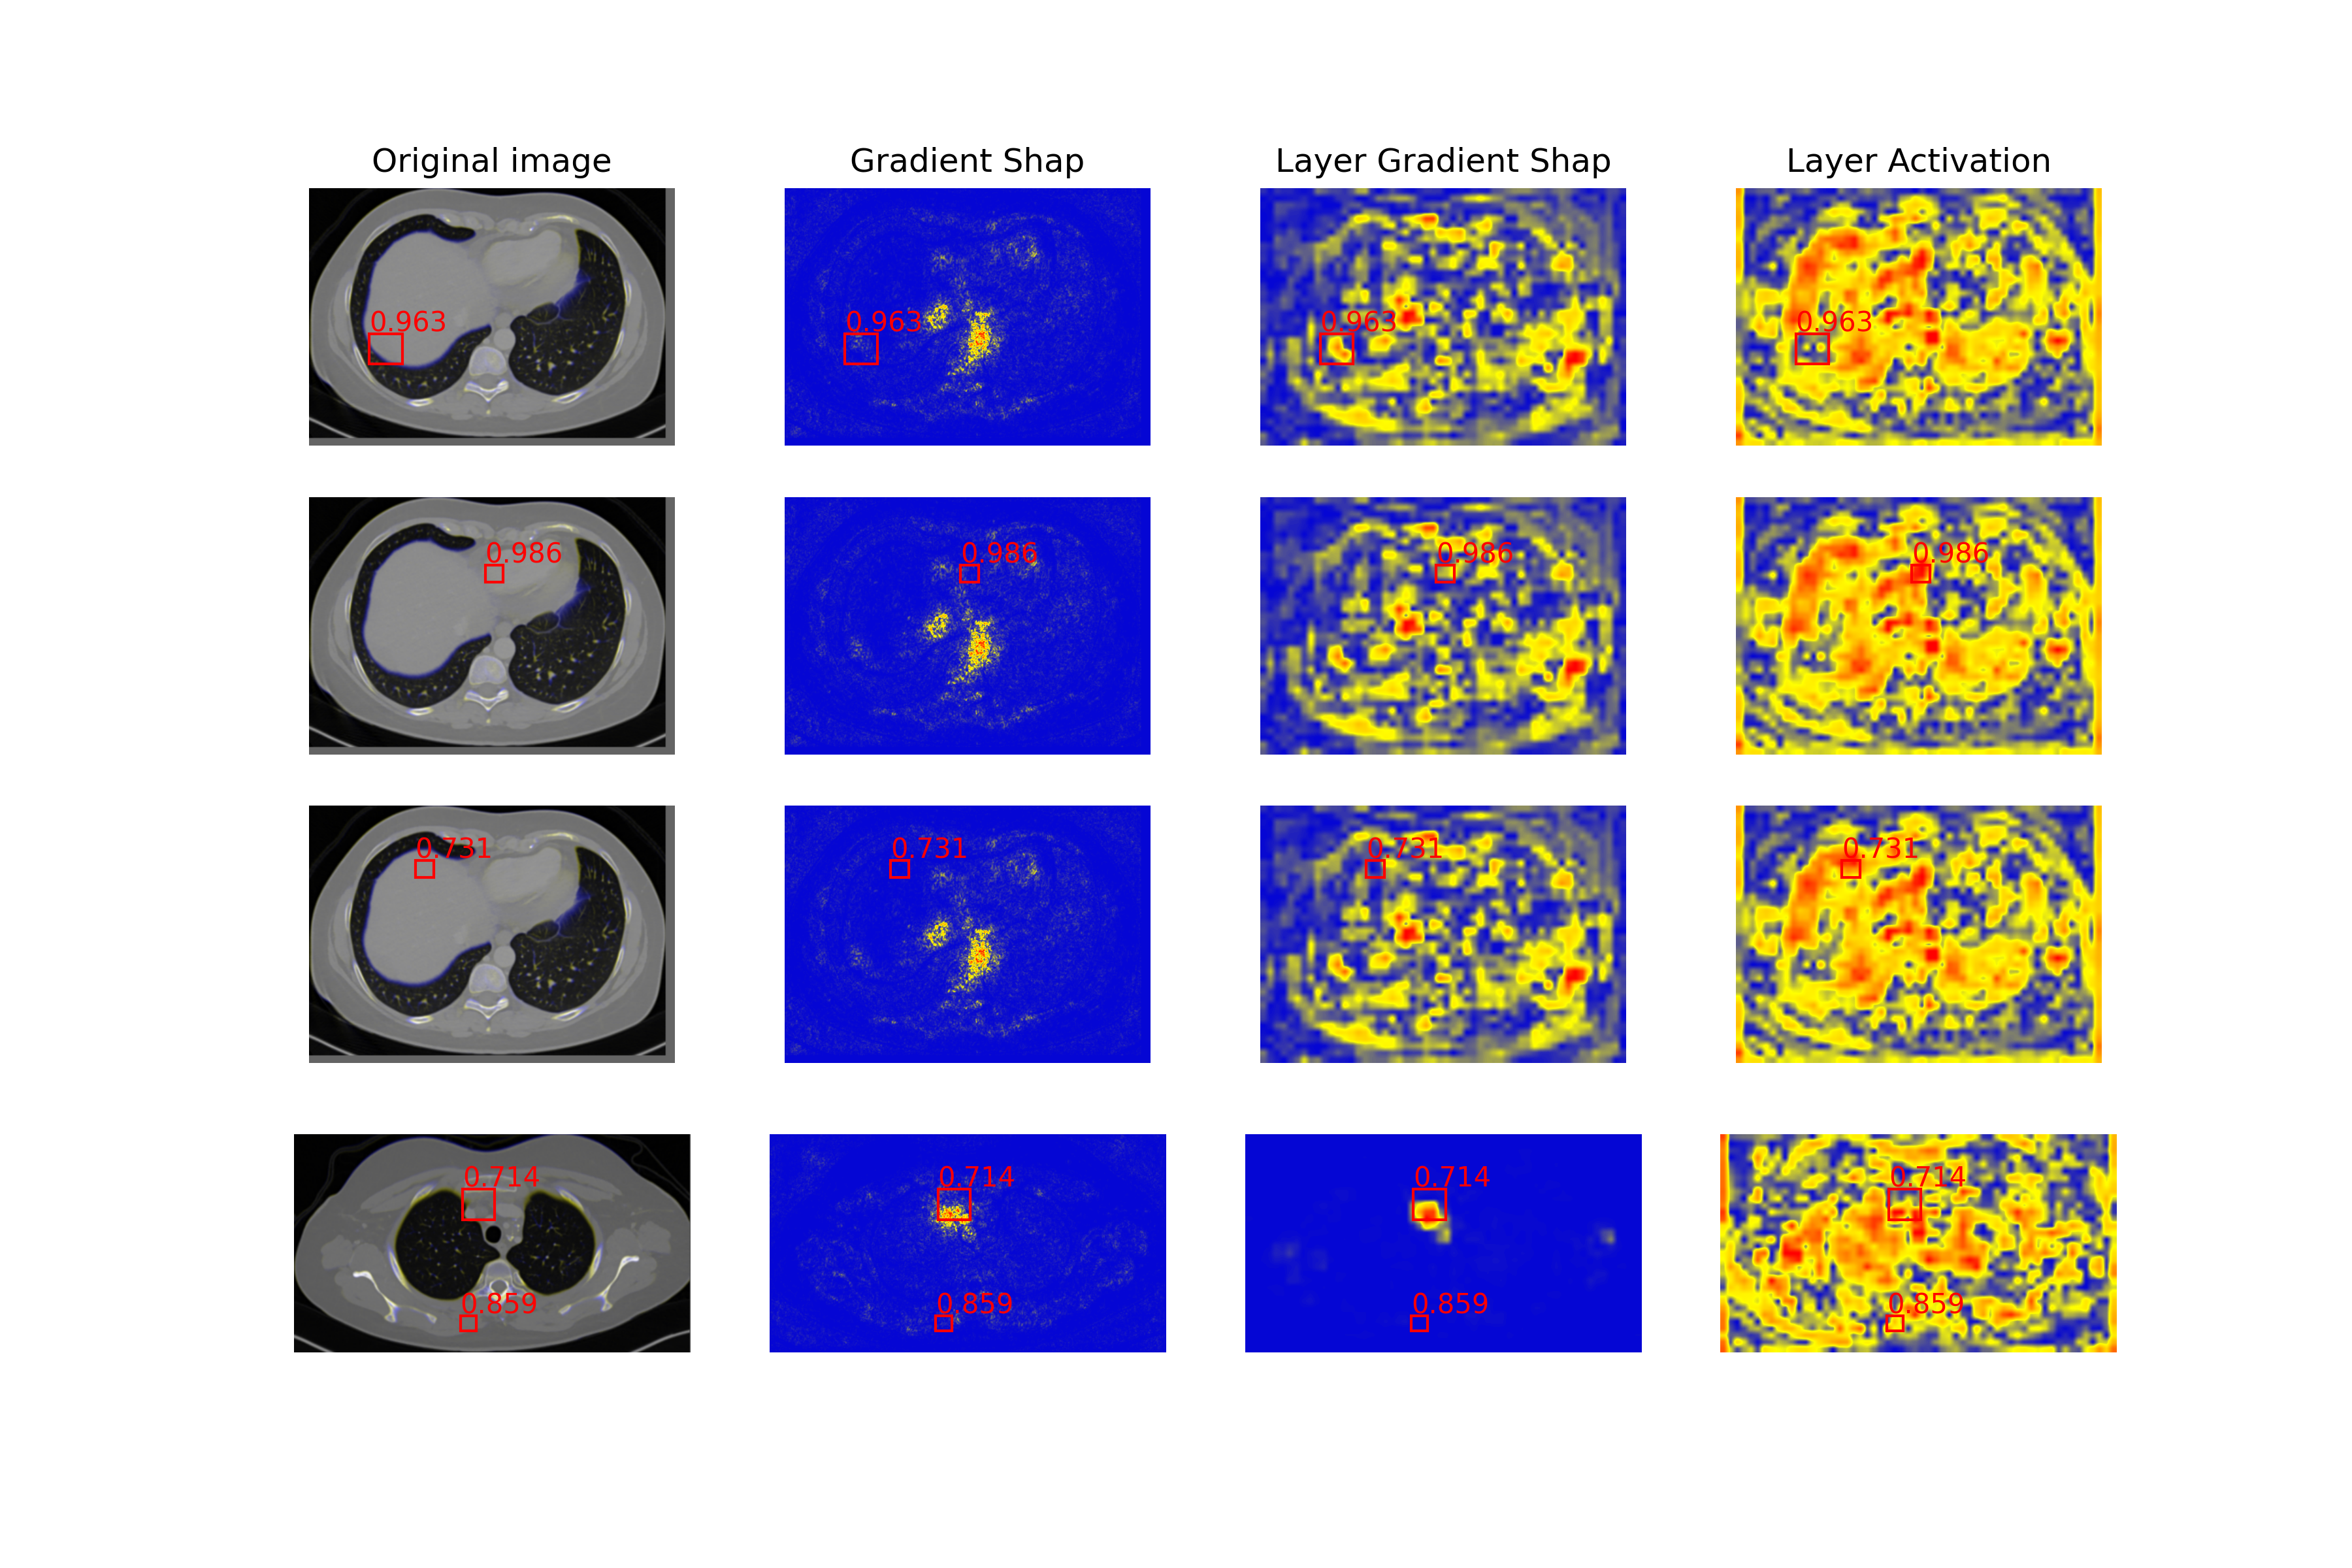 Original image Gradient Shap Layer Gradient Shap Layer Activation
0.963 0.963 0.963 0.963
0.986 0.986 0.986 0.986
0.731 0.731 0.731 0.731
0.714 0.714 0.714 0.714
0.859 0.859 0.859 0.859